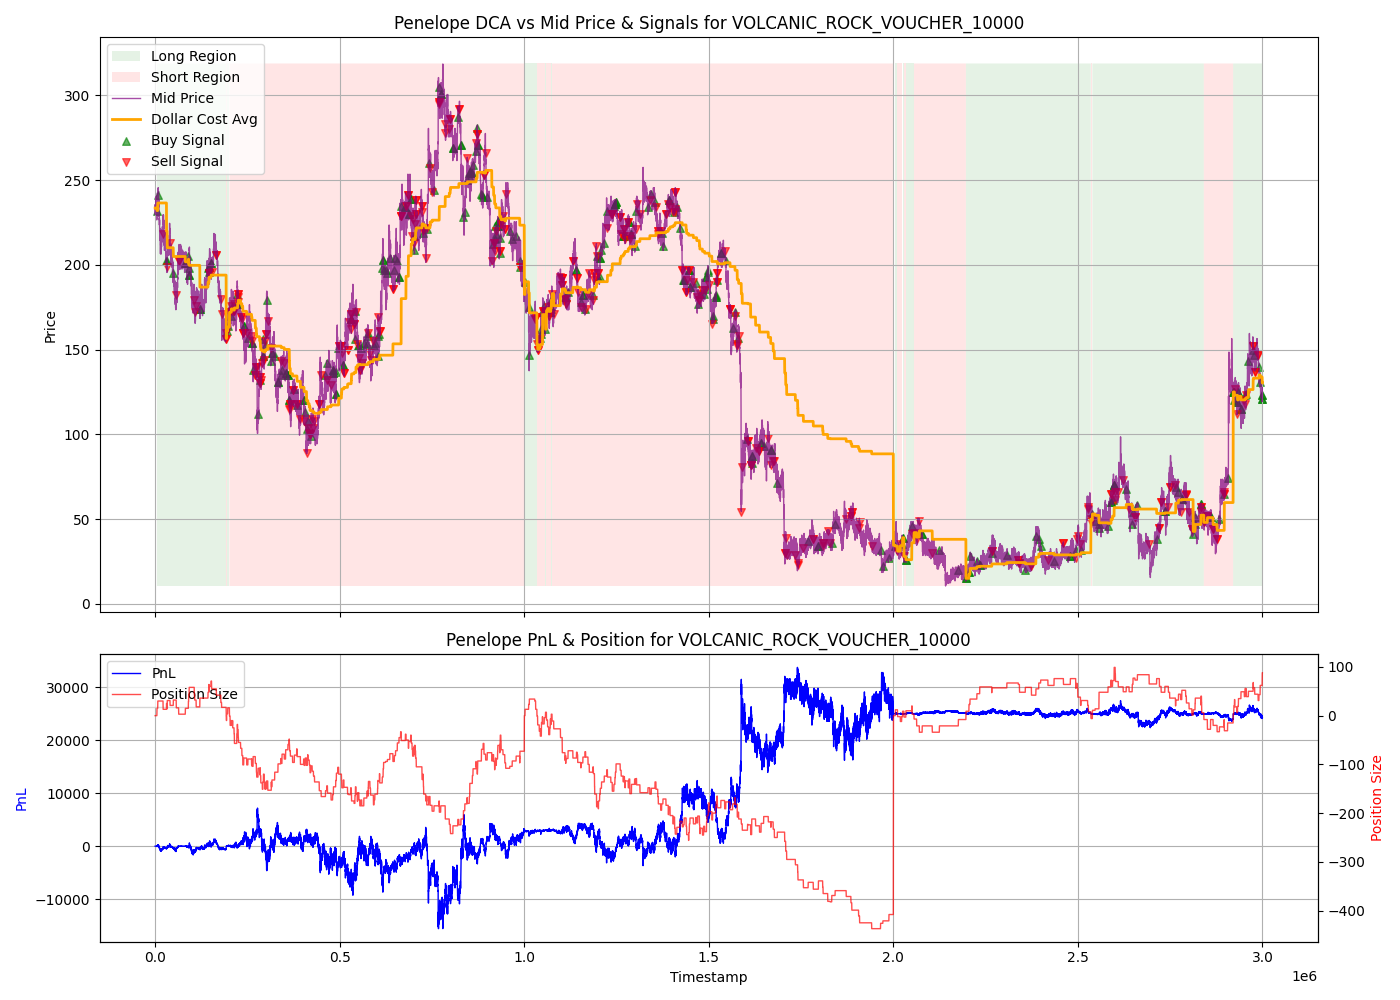 Penelope DCA vs Mid Price & Signals for VOLCANIC_ROCK_VOUCHER_10000
Long Region
Short Region
Mid Price
Dollar Cost Avg
Buy Signal
Sell Signal
Price
300
250
200
150
100
50
0
Penelope PnL & Position for VOLCANIC_ROCK_VOUCHER_10000
PnL
Position Size
PnL
30000
20000
10000
0
−10000
100
0
−100
−200
−300
−400
Position Size
0.0 0.5 1.0 1.5 2.0 2.5 3.0
1e6
Timestamp